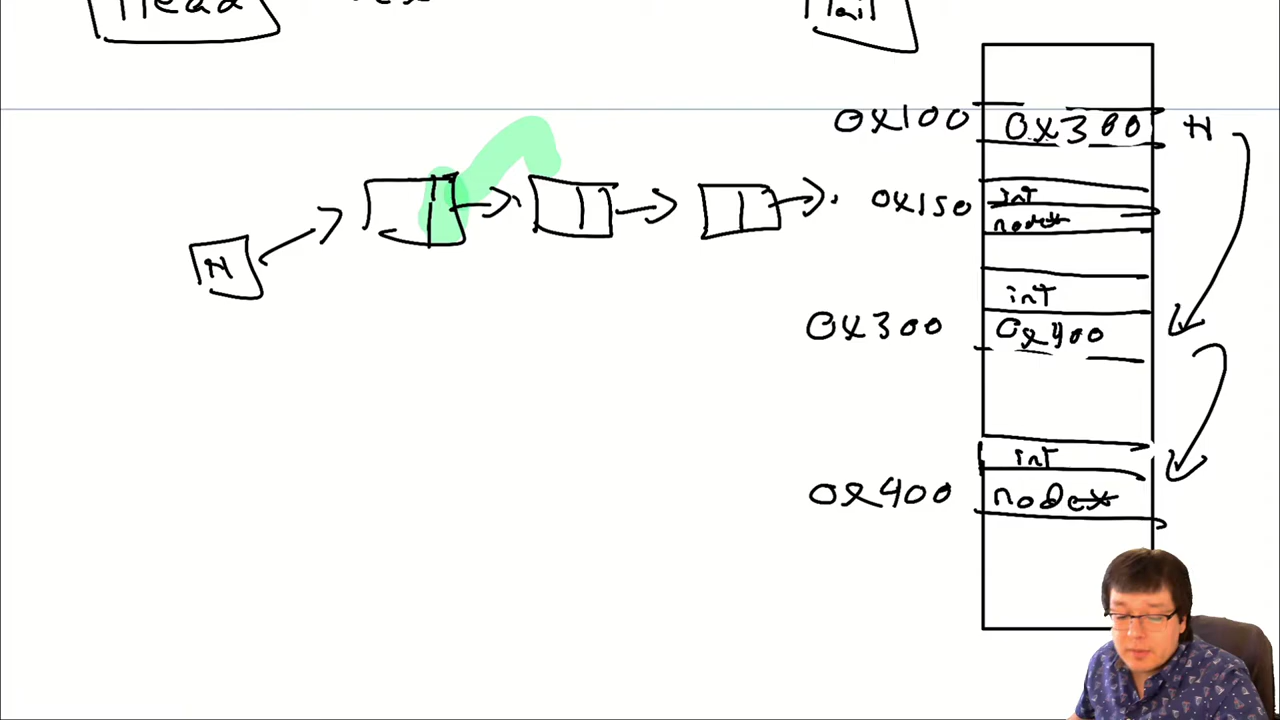 Head
Tail
0x100 0x300 H
0x150 int
node*
int
0x300 0x400
int
0x400 node*
H